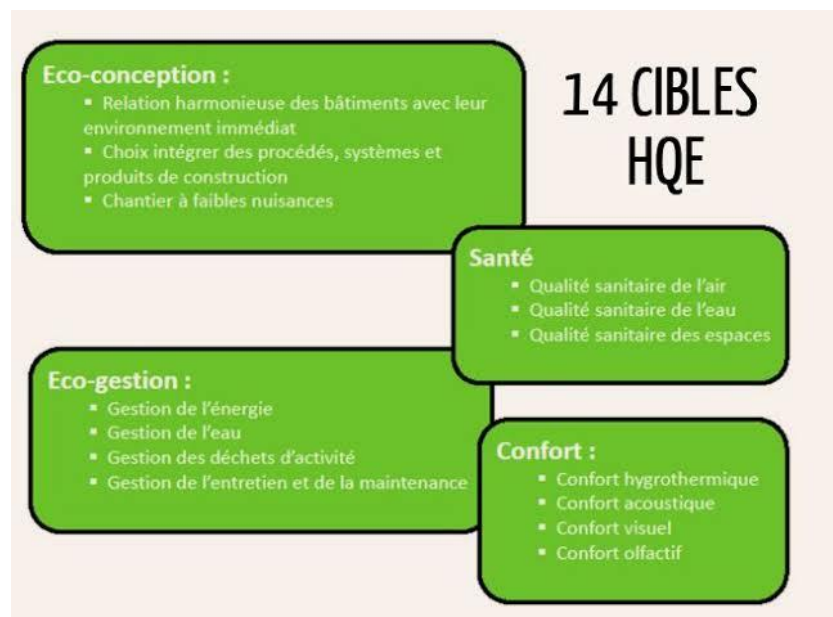 14 CIBLES
HQE
Eco-conception :
▪ Relation harmonieuse des bâtiments avec leur
environnement immédiat
▪ Choix intégrer des procédés, systèmes et
produits de construction
▪ Chantier à faibles nuisances
Santé
▪ Qualité sanitaire de l'air
▪ Qualité sanitaire de l'eau
▪ Qualité sanitaire des espaces
Eco-gestion :
▪ Gestion de l'énergie
▪ Gestion de l'eau
▪ Gestion des déchets d'activité
▪ Gestion de l'entretien et de la maintenance
Confort :
▪ Confort hygrothermique
▪ Confort acoustique
▪ Confort visuel
▪ Confort olfactif